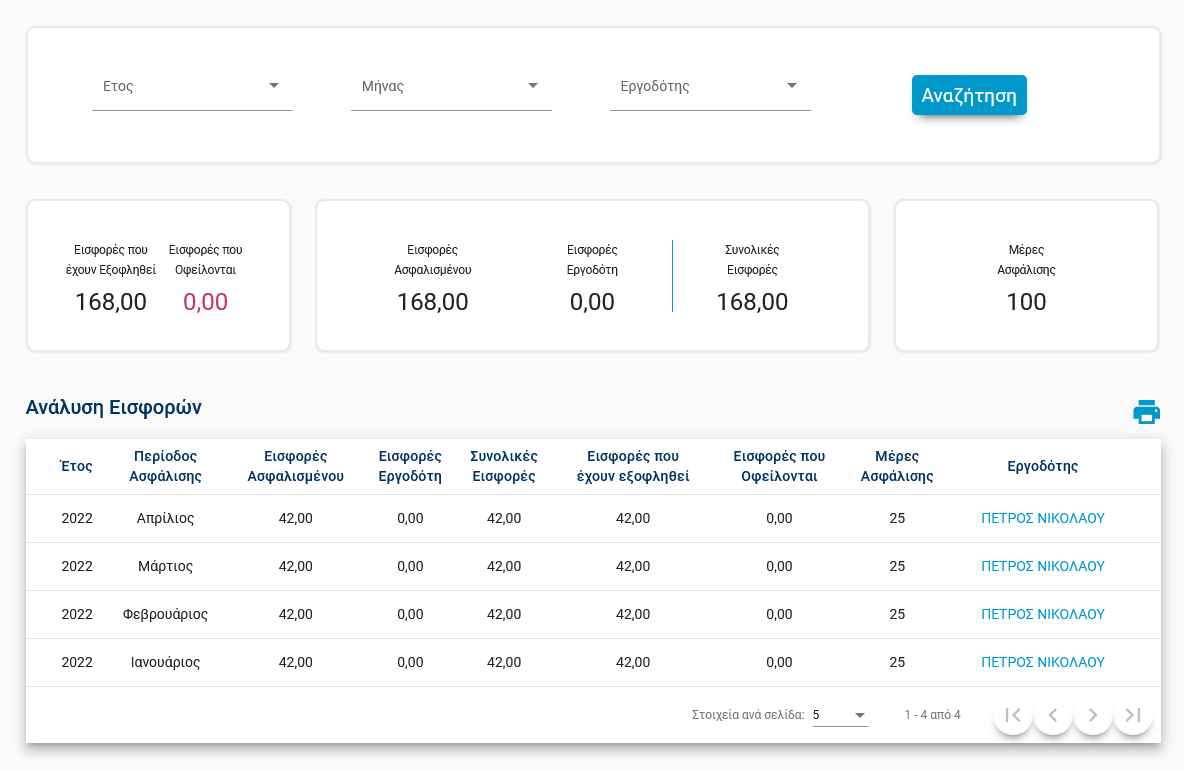 Ετος Μήνας Εργοδότης Αναζήτηση
Εισφορές που Εισφορές που Εισφορές Εισφορές Συνολικές Μέρες
έχουν Εξοφληθεί Οφείλονται Ασφαλισμένου Εργοδότη Εισφορές Ασφάλισης
168,00 0,00 168,00 0,00 168,00 100
Ανάλυση Εισφορών
Έτος Περίοδος Ασφάλισης Εισφορές Ασφαλισμένου Εισφορές Εργοδότη Συνολικές Εισφορές Εισφορές που έχουν εξοφληθεί Εισφορές που Οφείλονται Μέρες Ασφάλισης Εργοδότης
2022 Απρίλιος 42,00 0,00 42,00 42,00 0,00 25 ΠΕΤΡΟΣ ΝΙΚΟΛΑΟΥ
2022 Μάρτιος 42,00 0,00 42,00 42,00 0,00 25 ΠΕΤΡΟΣ ΝΙΚΟΛΑΟΥ
2022 Φεβρουάριος 42,00 0,00 42,00 42,00 0,00 25 ΠΕΤΡΟΣ ΝΙΚΟΛΑΟΥ
2022 Ιανουάριος 42,00 0,00 42,00 42,00 0,00 25 ΠΕΤΡΟΣ ΝΙΚΟΛΑΟΥ
Στοιχεία ανά σελίδα: 5 1 - 4 από 4